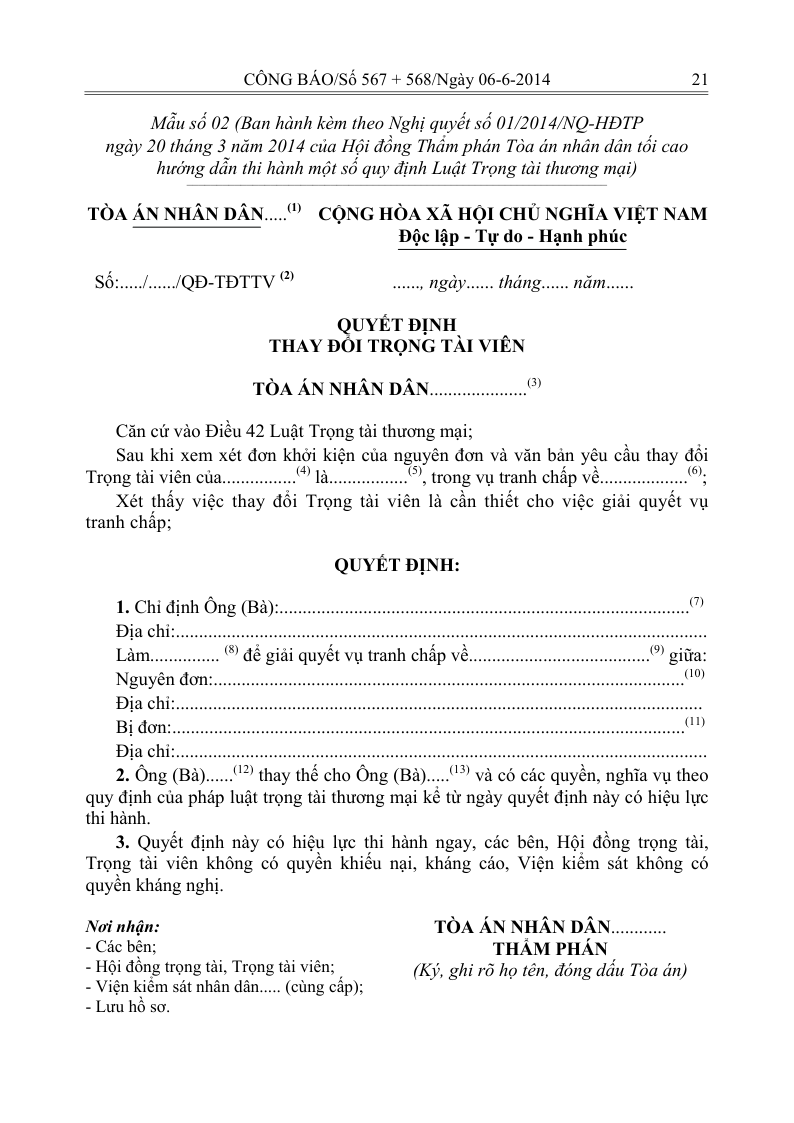 CÔNG BÁO/Số 567 + 568/Ngày 06-6-2014 21
Mẫu số 02 (Ban hành kèm theo Nghị quyết số 01/2014/NQ-HĐTP
ngày 20 tháng 3 năm 2014 của Hội đồng Thẩm phán Tòa án nhân dân tối cao
hướng dẫn thi hành một số quy định Luật Trọng tài thương mại)
TÒA ÁN NHÂN DÂN.....(1) CỘNG HÒA XÃ HỘI CHỦ NGHĨA VIỆT NAM
Độc lập - Tự do - Hạnh phúc
Số:...../....../QĐ-TĐTTV (2) ......, ngày...... tháng...... năm......
QUYẾT ĐỊNH
THAY ĐỔI TRỌNG TÀI VIÊN
TÒA ÁN NHÂN DÂN.....................(3)
Căn cứ vào Điều 42 Luật Trọng tài thương mại;
Sau khi xem xét đơn khởi kiện của nguyên đơn và văn bản yêu cầu thay đổi
Trọng tài viên của................(4) là.................(5), trong vụ tranh chấp về...................(6);
Xét thấy việc thay đổi Trọng tài viên là cần thiết cho việc giải quyết vụ
tranh chấp;
QUYẾT ĐỊNH:
1. Chỉ định Ông (Bà):........................................................................................(7)
Địa chỉ:..................................................................................................................
Làm............... (8) để giải quyết vụ tranh chấp về.......................................(9) giữa:
Nguyên đơn:.....................................................................................................(10)
Địa chỉ:.................................................................................................................
Bị đơn:..............................................................................................................(11)
Địa chỉ:..................................................................................................................
2. Ông (Bà)......(12) thay thế cho Ông (Bà).....(13) và có các quyền, nghĩa vụ theo
quy định của pháp luật trọng tài thương mại kể từ ngày quyết định này có hiệu lực
thi hành.
3. Quyết định này có hiệu lực thi hành ngay, các bên, Hội đồng trọng tài,
Trọng tài viên không có quyền khiếu nại, kháng cáo, Viện kiểm sát không có
quyền kháng nghị.
Nơi nhận:
- Các bên;
- Hội đồng trọng tài, Trọng tài viên;
- Viện kiểm sát nhân dân..... (cùng cấp);
- Lưu hồ sơ.
TÒA ÁN NHÂN DÂN............
THẨM PHÁN
(Ký, ghi rõ họ tên, đóng dấu Tòa án)